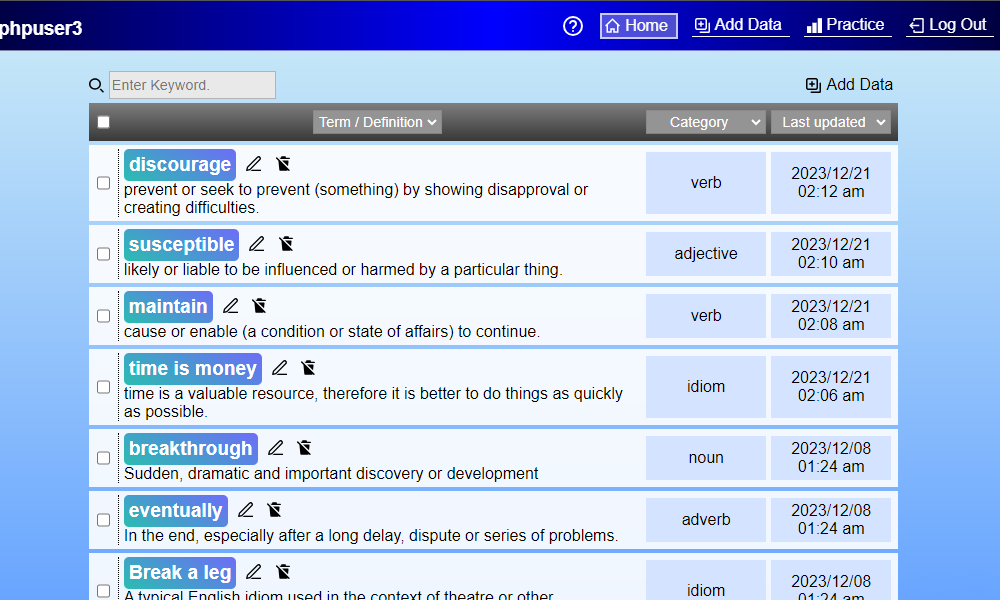 phpuser3
Home
Add Data
Practice
Log Out
Enter Keyword.
Add Data
Term / Definition
Category
Last updated
discourage
prevent or seek to prevent (something) by showing disapproval or
creating difficulties.
verb
2023/12/21
02:12 am
susceptible
likely or liable to be influenced or harmed by a particular thing.
adjective
2023/12/21
02:10 am
maintain
cause or enable (a condition or state of affairs) to continue.
verb
2023/12/21
02:08 am
time is money
time is a valuable resource, therefore it is better to do things as quickly
as possible.
idiom
2023/12/21
02:06 am
breakthrough
Sudden, dramatic and important discovery or development
noun
2023/12/08
01:24 am
eventually
In the end, especially after a long delay, dispute or series of problems.
adverb
2023/12/08
01:24 am
Break a leg
A typical English idiom used in the context of theatre or other
idiom
2023/12/08
01:24 am